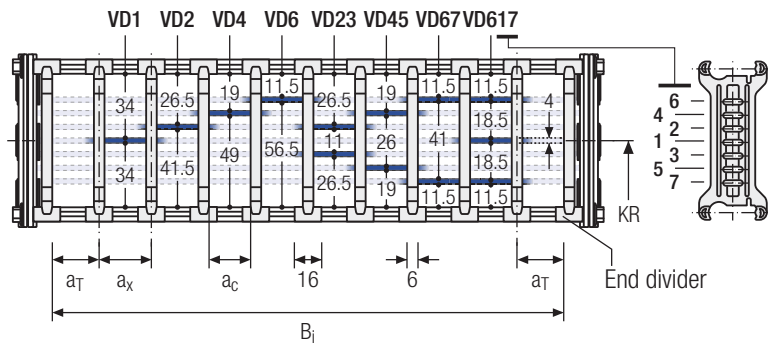 VD1 VD2 VD4 VD6 VD23 VD45 VD67 VD617
11.5 11.5 11.5
19 19
26.5 26.5 4
34 18.5
49 11 26 41
56.5
34 41.5 18.5
26.5 19
11.5 11.5
6
4
2
1
3
5
7
KR
aT ax ac 16 6 aT End divider
Bi